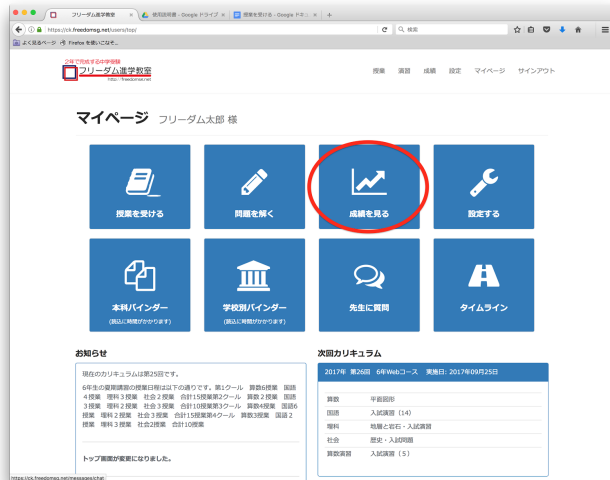 フリーダム進学教室
使用説明書 - Google ドライブ
授業を受ける - Google ドキ
https://ck.freedomsg.net/users/top/
検索
よく見るページ
Firefox を使いこなそ...
2年で完成する中学受験
フリーダム進学教室
http://freedomsg.net
授業 演習 成績 設定 マイページ サインアウト
マイページ フリーダム太郎 様
授業を受ける
問題を解く
成績を見る
設定する
本科バインダー
(読込に時間がかかります)
学校別バインダー
(読込に時間がかかります)
先生に質問
タイムライン
お知らせ
現在のカリキュラムは第25回です。
6年生の夏期講習の授業日程は以下の通りです。第1クール 算数6授業 国語
4授業 理科3授業 社会2授業 合計15授業第2クール 算数2授業 国語
3授業 理科2授業 社会3授業 合計10授業第3クール 算数4授業 国語6
授業 理科2授業 社会3授業 合計15授業第4クール 算数3授業 国語2
授業 理科3授業 社会2授業 合計10授業
トップ画面が変更になりました。
次回カリキュラム
2017年 第26回 6年Webコース 実施日: 2017年09月25日
算数 平面図形
国語 入試演習（14）
理科 地層と岩石・入試演習
社会 歴史・入試問題
算数演習 入試演習（5）
https://ck.freedomsg.net/messages/chat